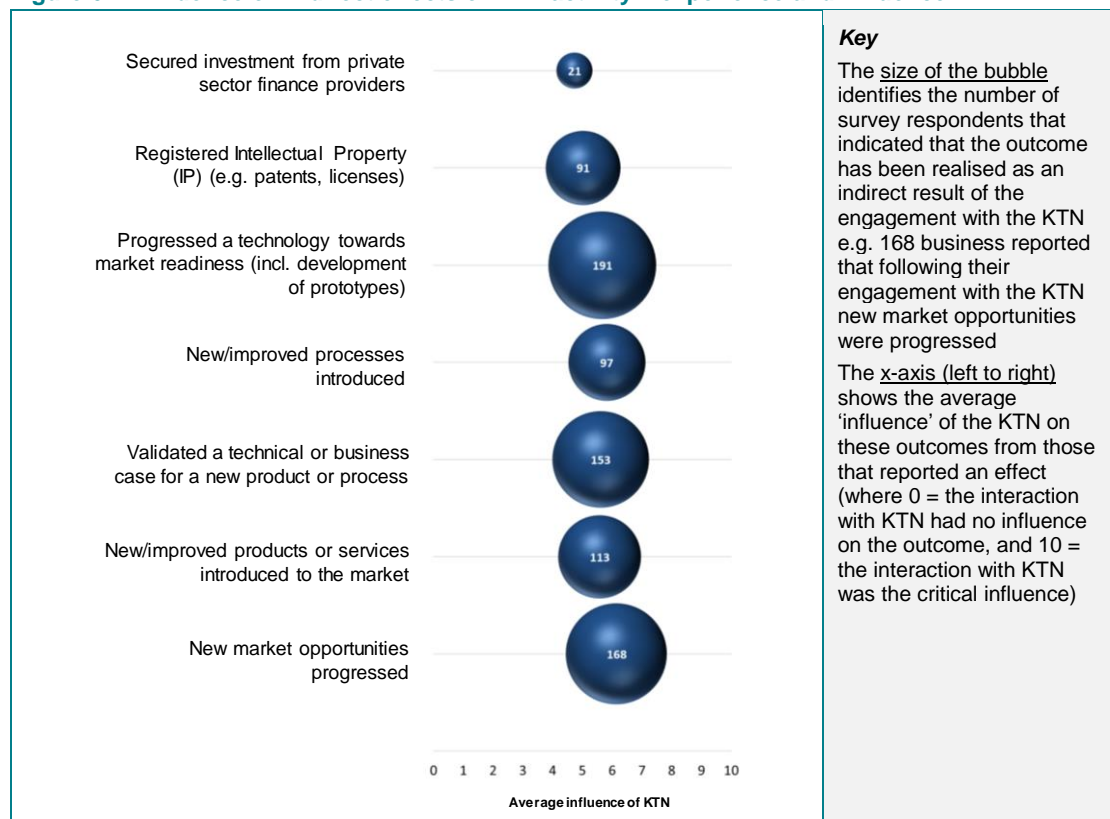 Secured investment from private
sector finance providers
21
Registered Intellectual Property
(IP) (e.g. patents, licenses)
91
Progressed a technology towards
market readiness (incl. development
of prototypes)
191
New/improved processes
introduced
97
Validated a technical or business
case for a new product or process
153
New/improved products or services
introduced to the market
113
New market opportunities
progressed
168
0 1 2 3 4 5 6 7 8 9 10
Average influence of KTN
Key
The size of the bubble
identifies the number of
survey respondents that
indicated that the outcome
has been realised as an
indirect result of the
engagement with the KTN
e.g. 168 business reported
that following their
engagement with the KTN
new market opportunities
were progressed
The x-axis (left to right)
shows the average
‘influence’ of the KTN on
these outcomes from those
that reported an effect
(where 0 = the interaction
with KTN had no influence
on the outcome, and 10 =
the interaction with KTN
was the critical influence)